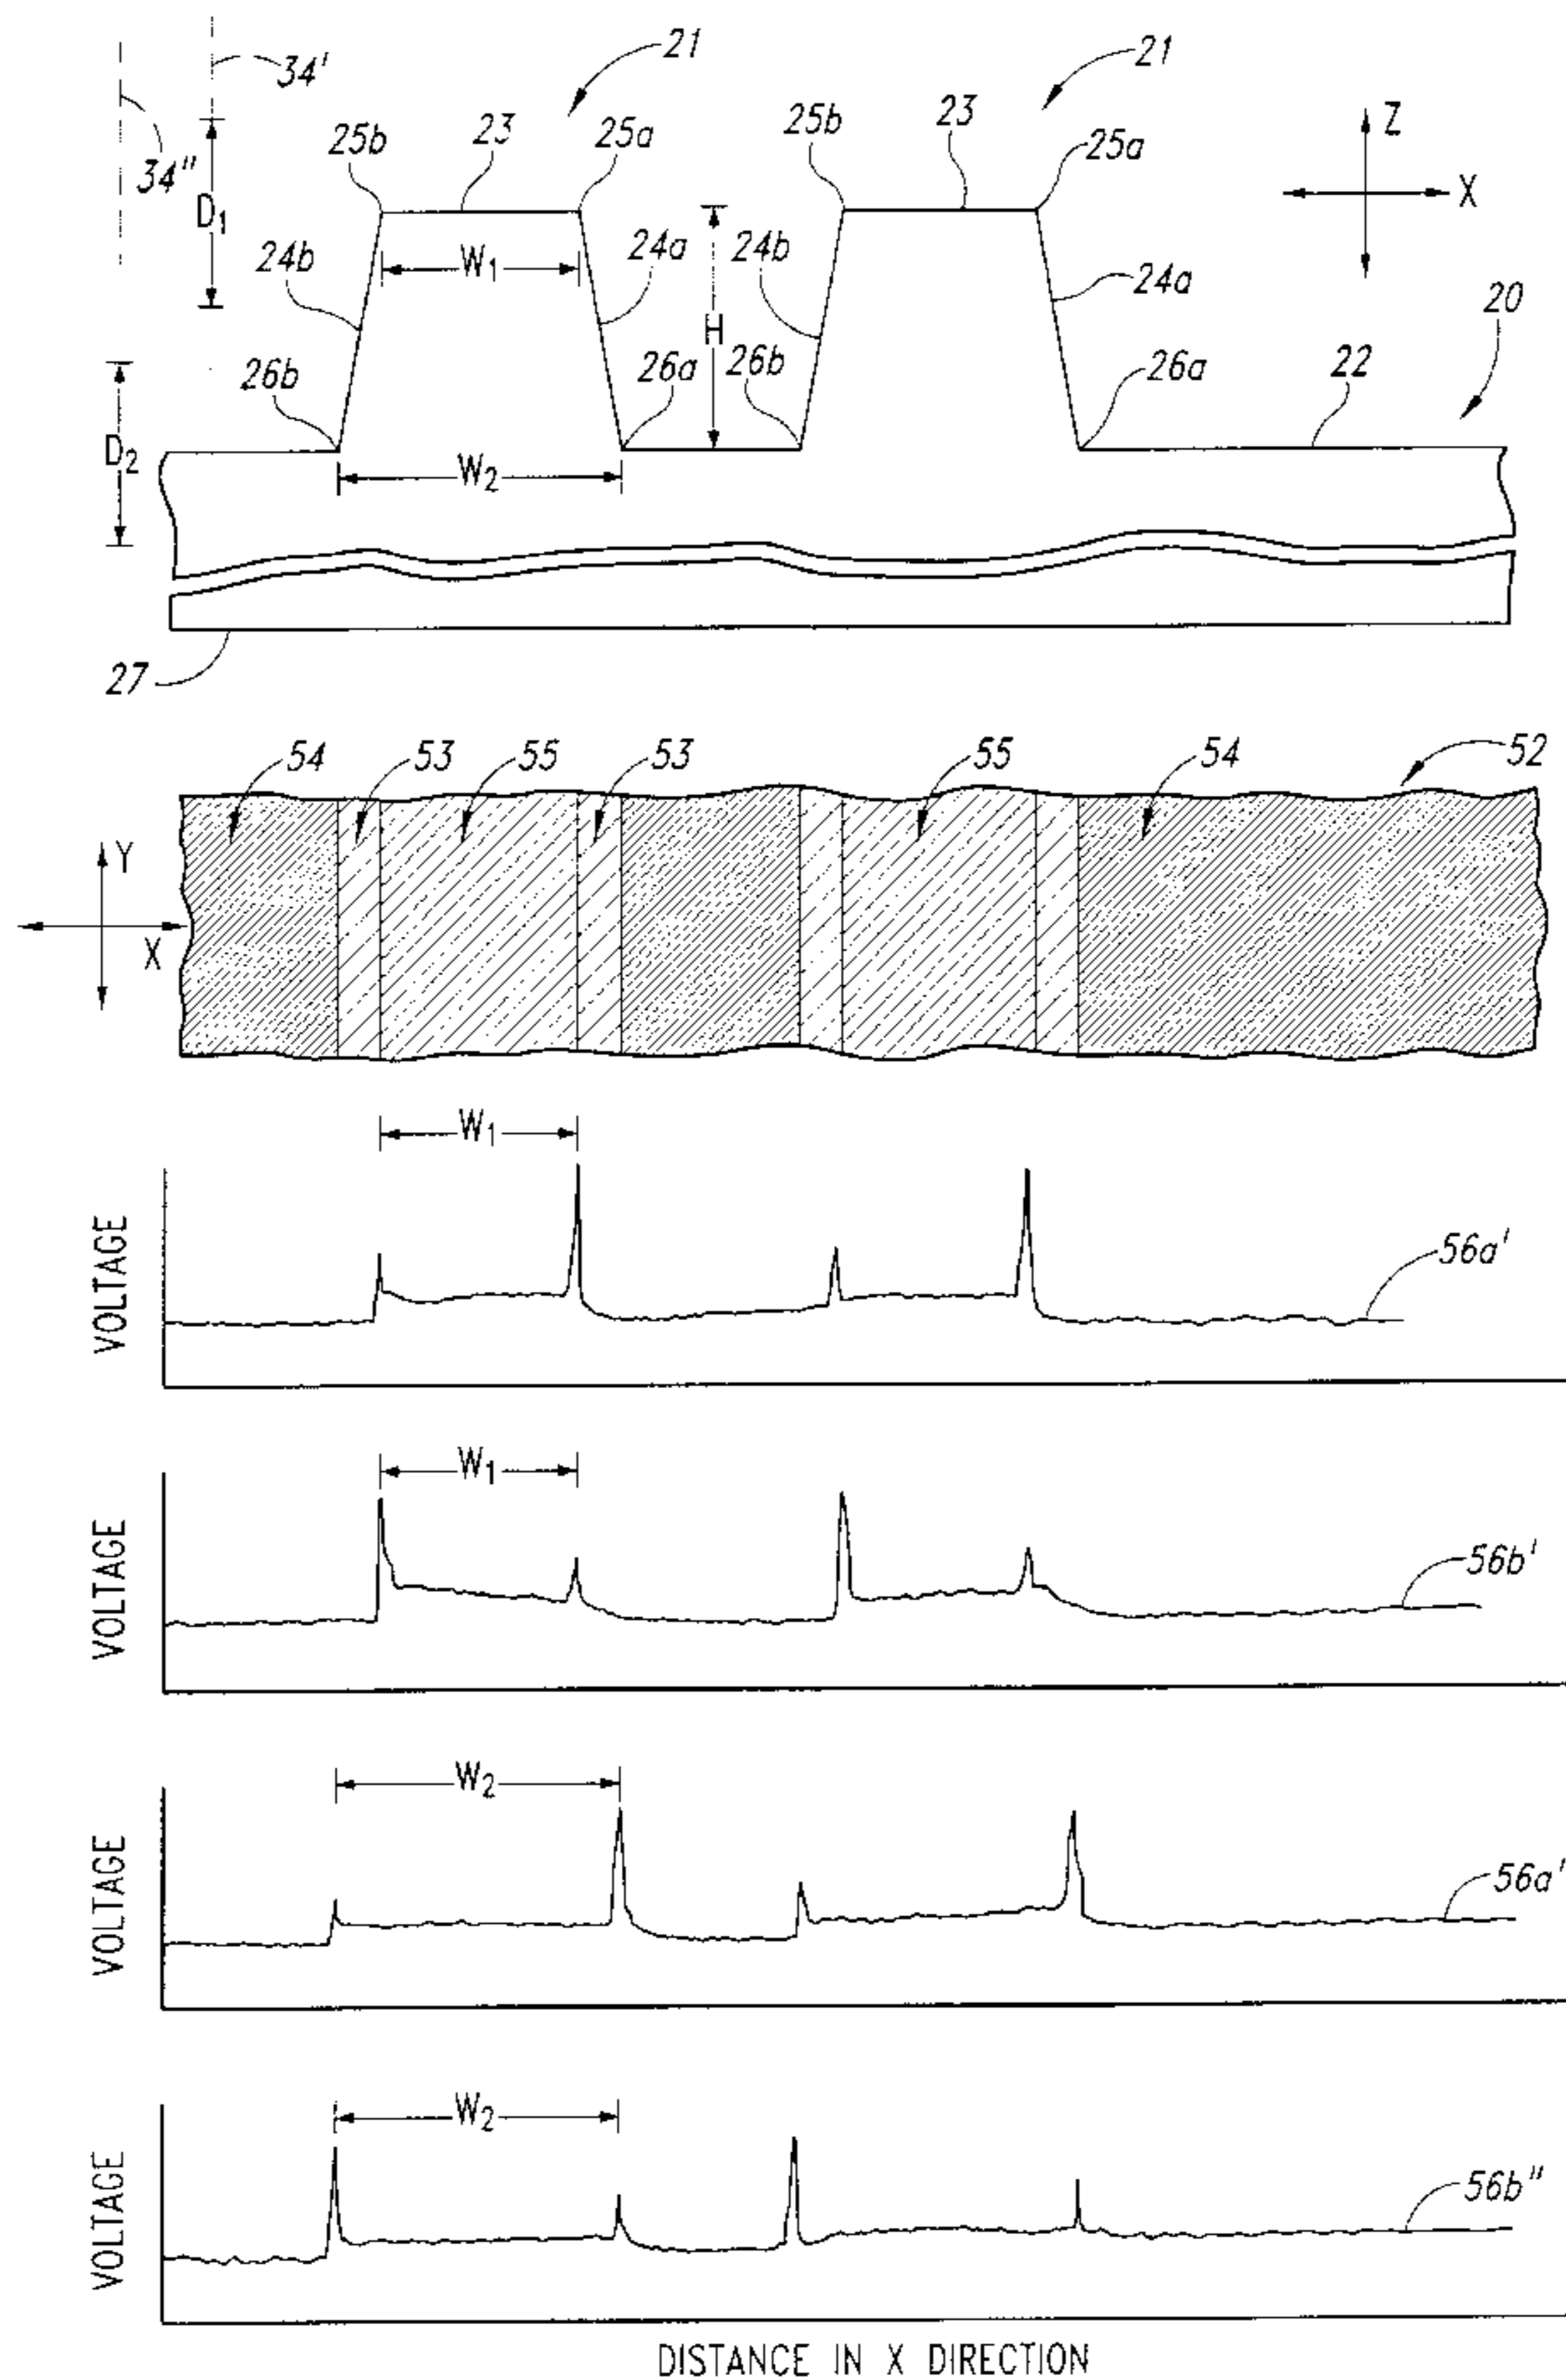 34'
21
21
34"
25b
23
25a
25b
23
25a
Z
X
D1
24b
W1
24a
H
24b
24a
20
26b
26a
26b
26a
22
D2
W2
27
54
53
55
53
55
54
52
Y
X
W1
VOLTAGE
56a'
W1
VOLTAGE
56b'
W2
VOLTAGE
56a'
W2
VOLTAGE
56b"
DISTANCE IN X DIRECTION